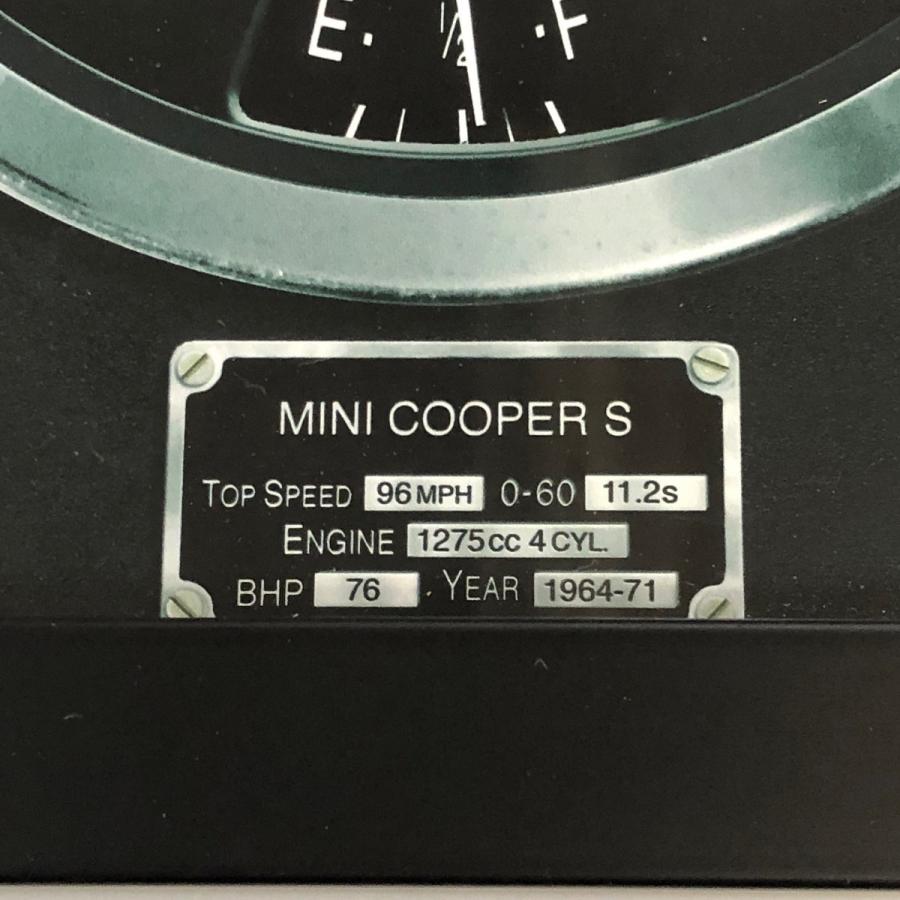 E. 1/2 .F
MINI COOPER S
TOP SPEED 96 MPH 0-60 11.2s
ENGINE 1275cc 4 CYL.
BHP 76 YEAR 1964-71